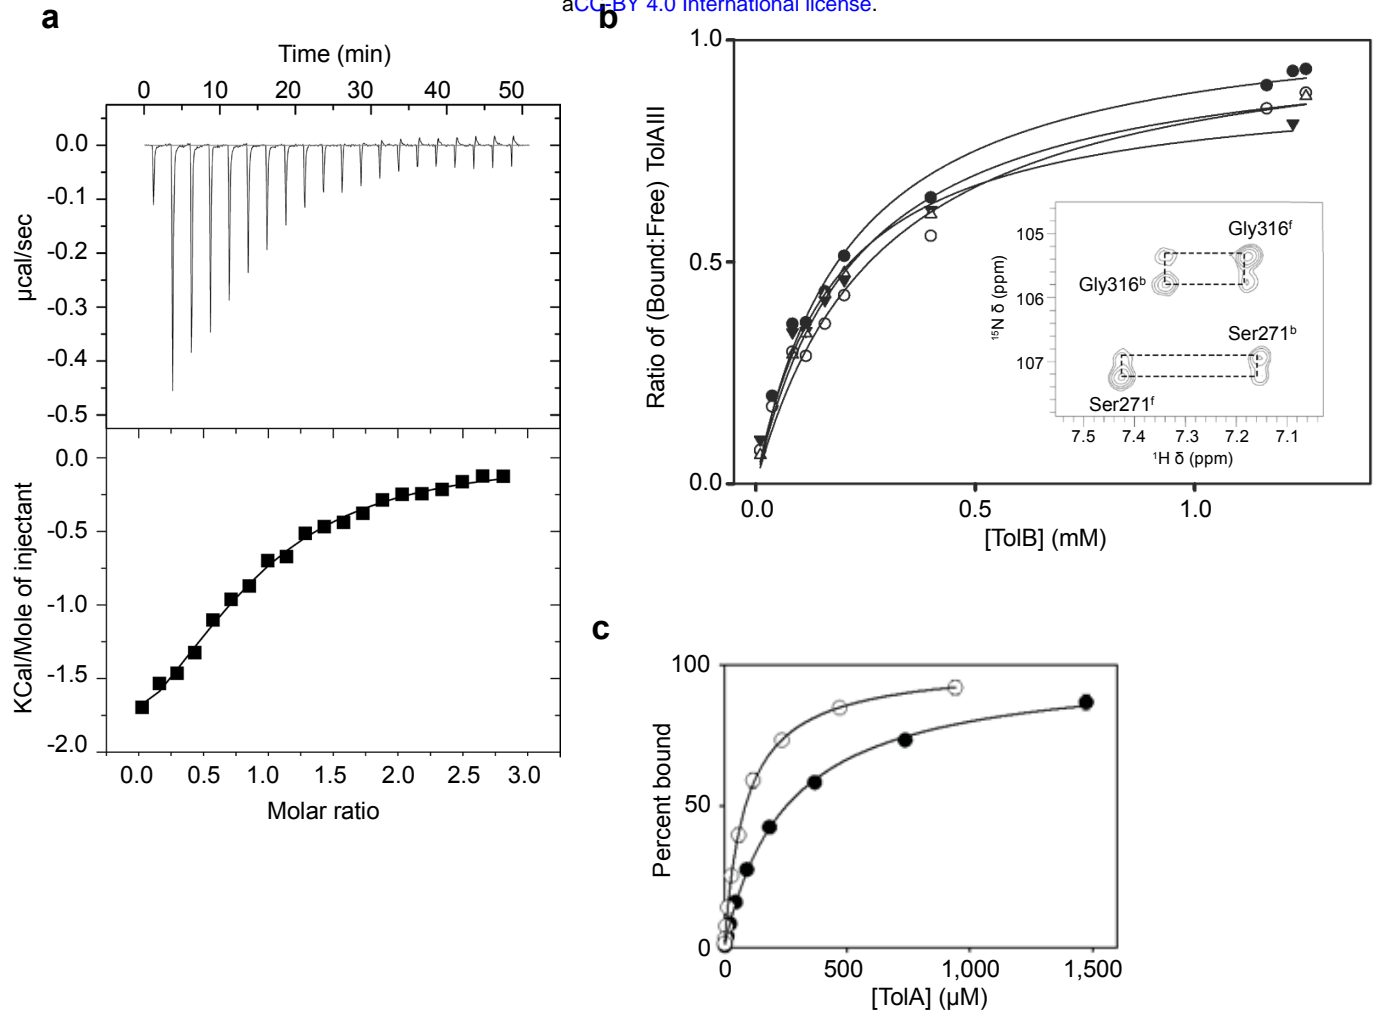 aCC-BY 4.0 International license.
a
Time (min)
0 10 20 30 40 50
0.0
-0.1
-0.2
-0.3
-0.4
-0.5
µcal/sec
0.0
-0.5
-1.0
-1.5
-2.0
KCal/Mole of injectant
0.0 0.5 1.0 1.5 2.0 2.5 3.0
Molar ratio
b
1.0
0.5
0.0
Ratio of (Bound:Free) TolAIII
0.0 0.5 1.0
[TolB] (mM)
105
106
107
¹⁵N δ (ppm)
Gly316ᶠ
Gly316ᵇ
Ser271ᵇ
Ser271ᶠ
7.5 7.4 7.3 7.2 7.1
¹H δ (ppm)
c
100
50
0
Percent bound
0 500 1,000 1,500
[TolA] (µM)